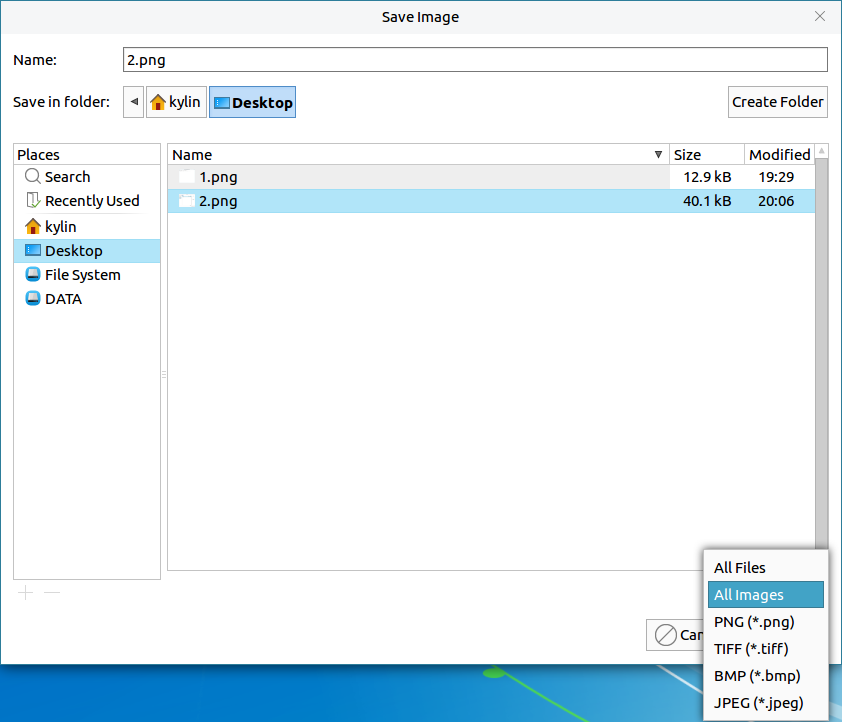 Save Image
Name:
2.png
Save in folder:
kylin
Desktop
Create Folder
Places
Search
Recently Used
kylin
Desktop
File System
DATA
Name Size Modified
1.png 12.9 kB 19:29
2.png 40.1 kB 20:06
All Files
All Images
PNG (*.png)
TIFF (*.tiff)
BMP (*.bmp)
JPEG (*.jpeg)